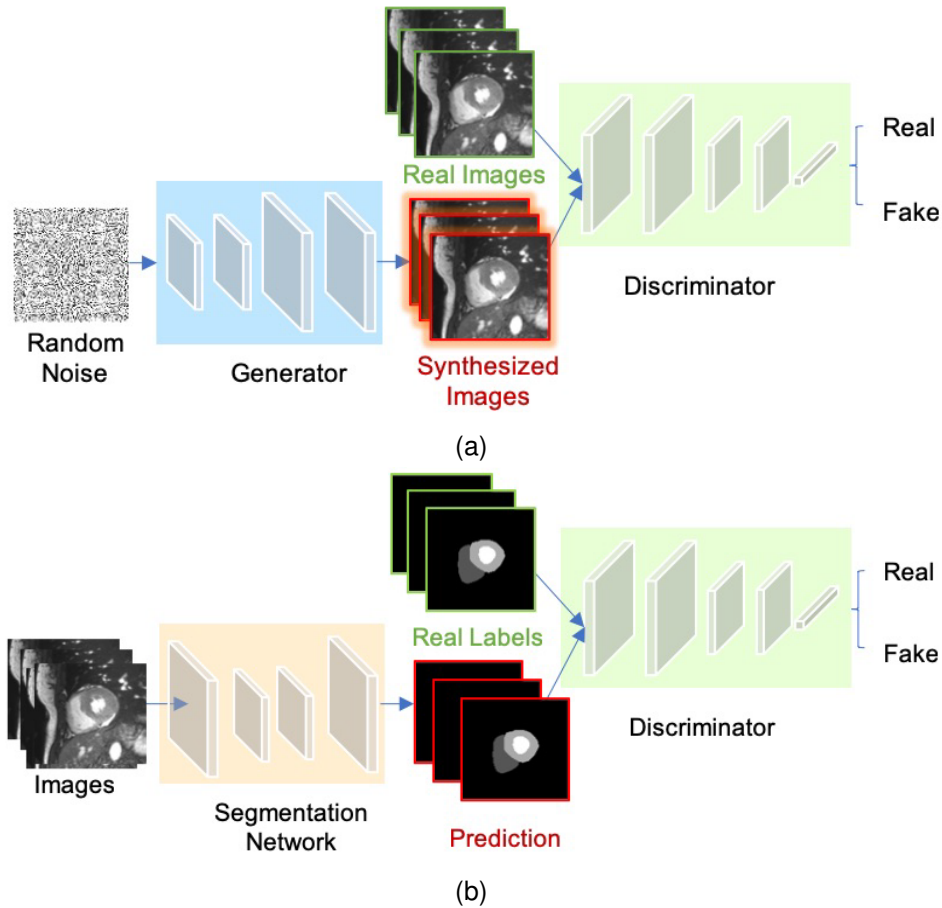 Real Images
Real
Fake
Discriminator
Random
Noise
Generator
Synthesized
Images
(a)
Real Labels
Real
Fake
Discriminator
Images
Segmentation
Network
Prediction
(b)